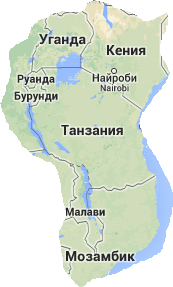 Уганда
Кения
Найроби
Nairobi
Руанда
Бурунди
Танзания
Малави
Мозамбик